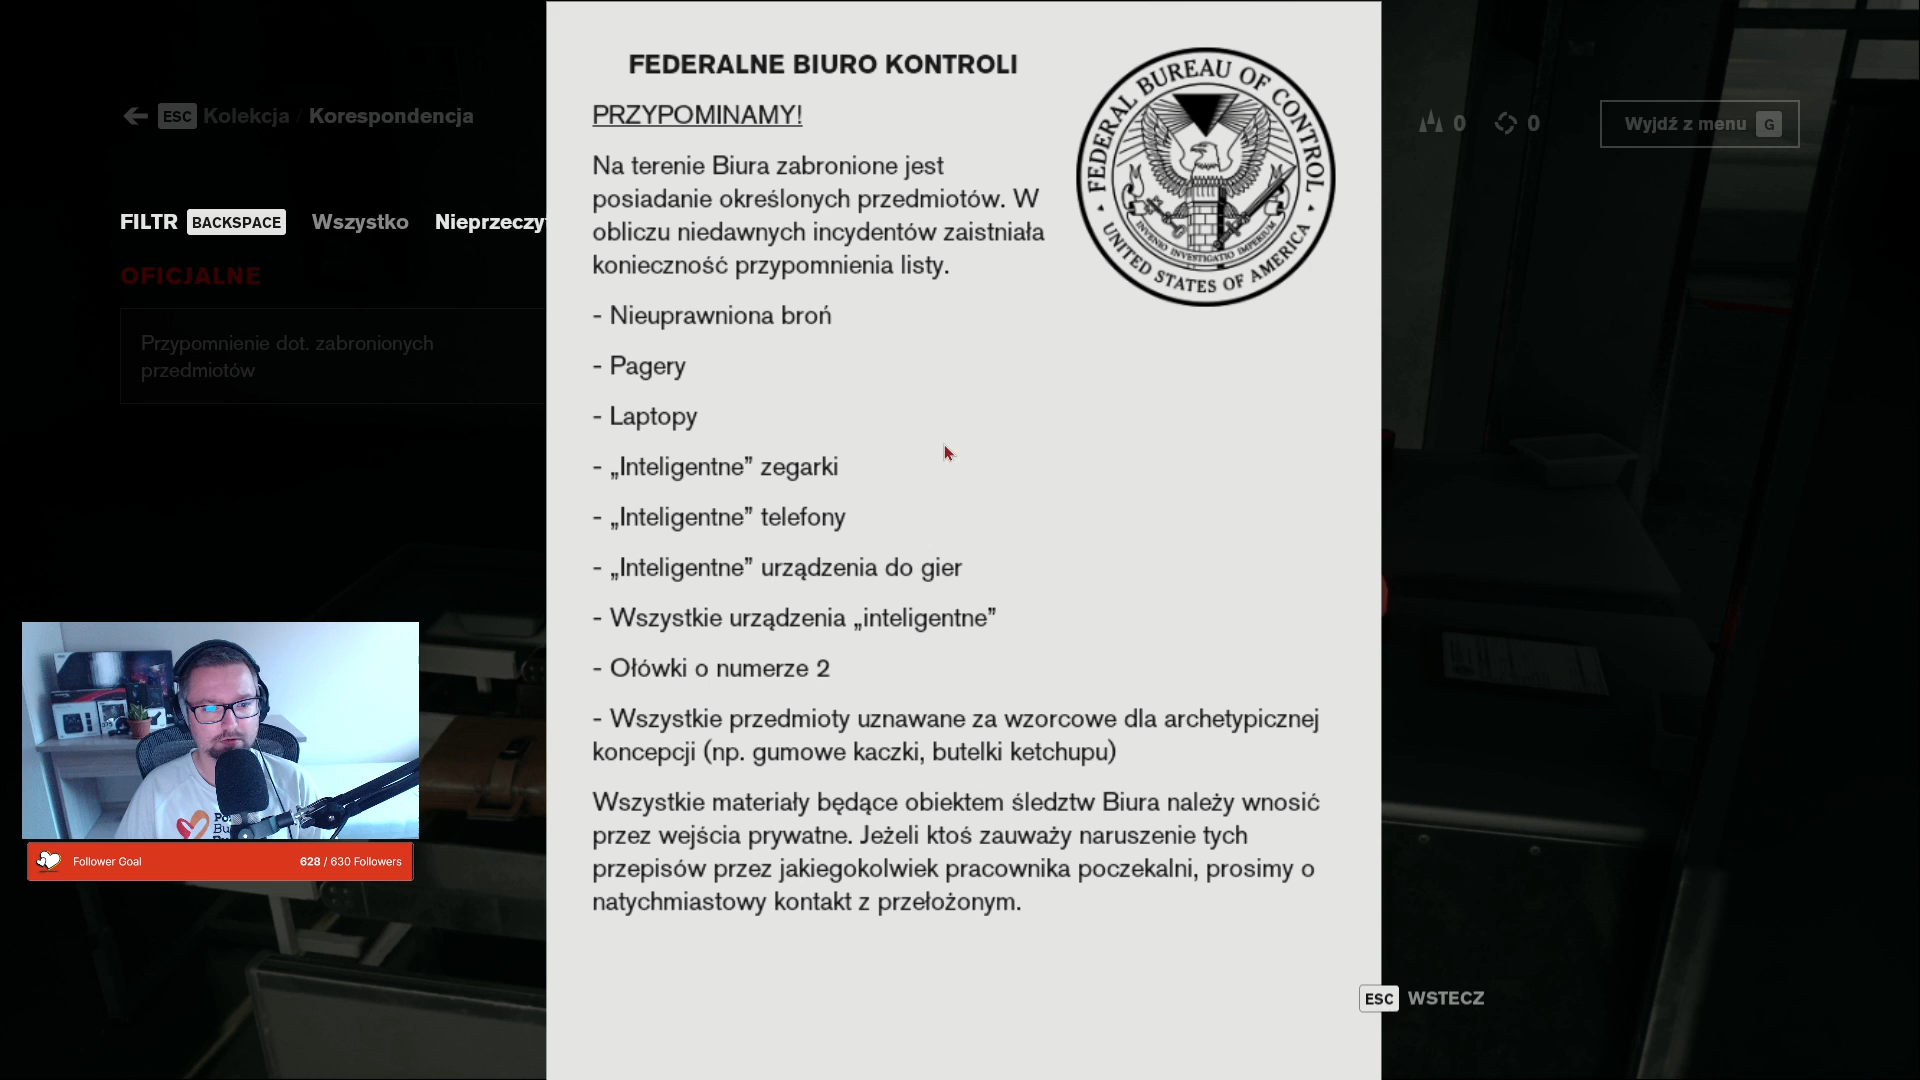 FEDERALNE BIURO KONTROLI
PRZYPOMINAMY!
Na terenie Biura zabronione jest
posiadanie określonych przedmiotów. W
obliczu niedawnych incydentów zaistniała
konieczność przypomnienia listy.
- Nieuprawniona broń
- Pagery
- Laptopy
- „Inteligentne” zegarki
- „Inteligentne” telefony
- „Inteligentne” urządzenia do gier
- Wszystkie urządzenia „inteligentne”
- Ołówki o numerze 2
- Wszystkie przedmioty uznawane za wzorcowe dla archetypicznej
koncepcji (np. gumowe kaczki, butelki ketchupu)
Wszystkie materiały będące obiektem śledztw Biura należy wnosić
przez wejścia prywatne. Jeżeli ktoś zauważy naruszenie tych
przepisów przez jakiegokolwiek pracownika poczekalni, prosimy o
natychmiastowy kontakt z przełożonym.
FEDERAL BUREAU OF CONTROL
UNITED STATES OF AMERICA
INVENIO INVESTIGATIO IMPERIUM
ESC Kolekcja / Korespondencja
0 0
Wyjdź z menu G
FILTR BACKSPACE Wszystko Nieprzeczy
OFICJALNE
Przypomnienie dot. zabronionych
przedmiotów
Follower Goal 628 / 630 Followers
ESC WSTECZ